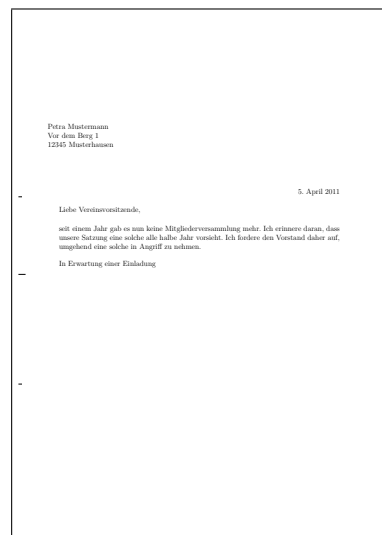 Petra Mustermann
Vor dem Berg 1
12345 Musterhausen
5. April 2011
Liebe Vereinsvorsitzende,
seit einem Jahr gab es nun keine Mitgliederversammlung mehr. Ich erinnere daran, dass
unsere Satzung eine solche alle halbe Jahr vorsieht. Ich fordere den Vorstand daher auf,
umgehend eine solche in Angriff zu nehmen.
In Erwartung einer Einladung